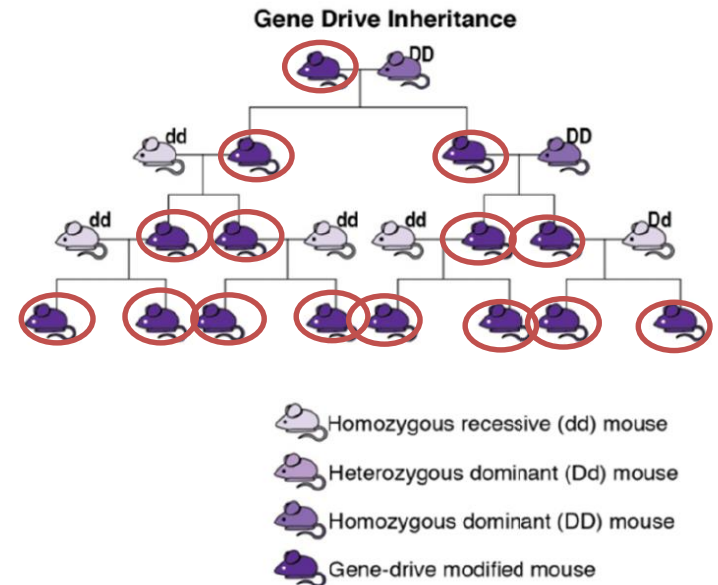 Gene Drive Inheritance
DD
dd
DD
dd
dd
dd
Dd
Homozygous recessive (dd) mouse
Heterozygous dominant (Dd) mouse
Homozygous dominant (DD) mouse
Gene-drive modified mouse